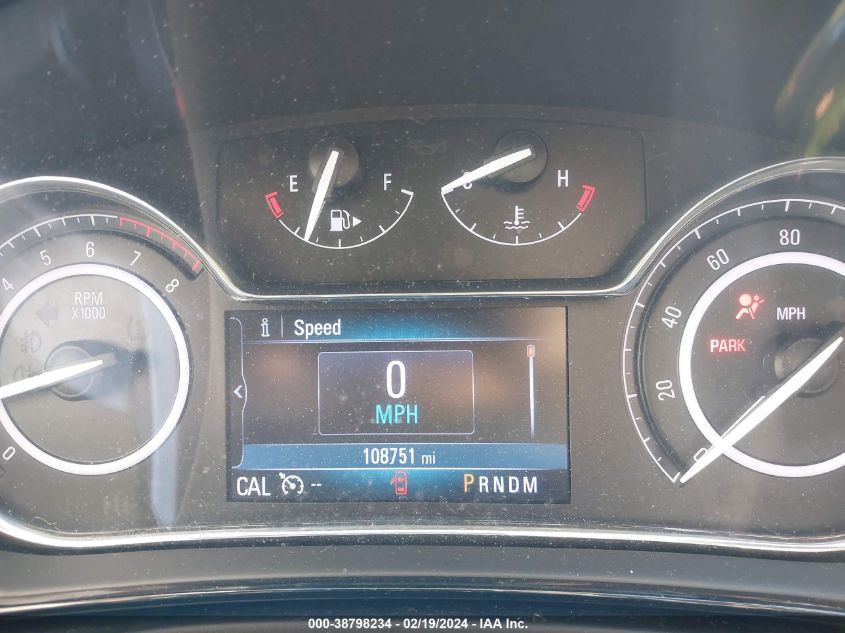 E F
C H
4 5 6 7 8
RPM
X1000
0
i Speed
0
MPH
108751 mi
CAL -- PRNDM
0 20 40 60 80
MPH
PARK
000-38798234 - 02/19/2024 - IAA Inc.